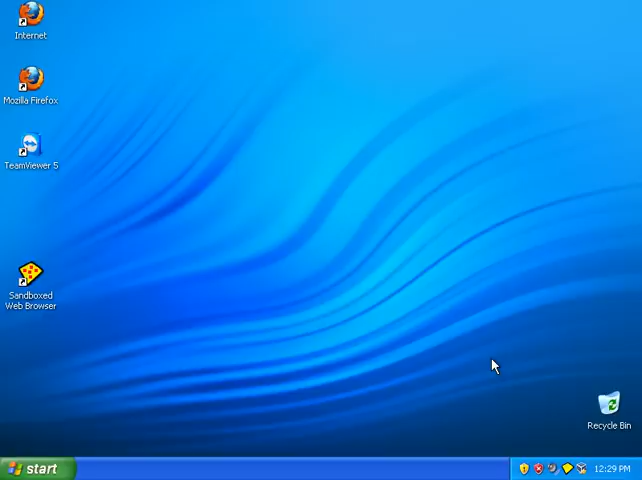 Internet
Mozilla Firefox
TeamViewer 5
Sandboxed
Web Browser
Recycle Bin
start
12:29 PM